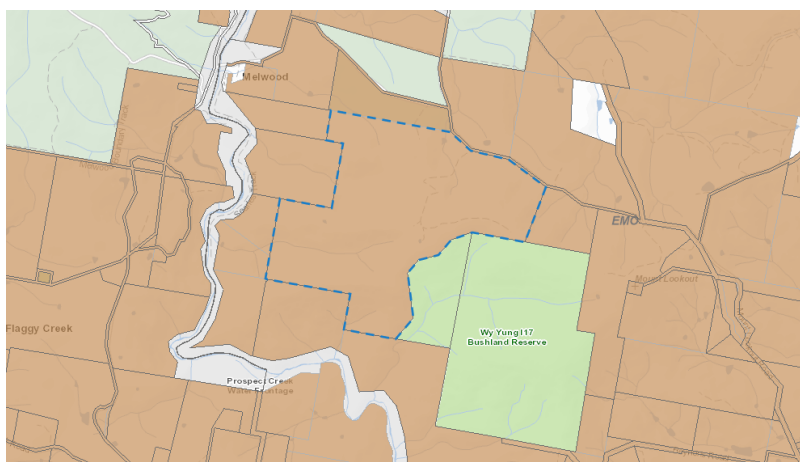 Melwood
EMO
Mount Lookout
Wy Yung I17
Bushland Reserve
Flaggy Creek
Prospect Creek
Water Frontage